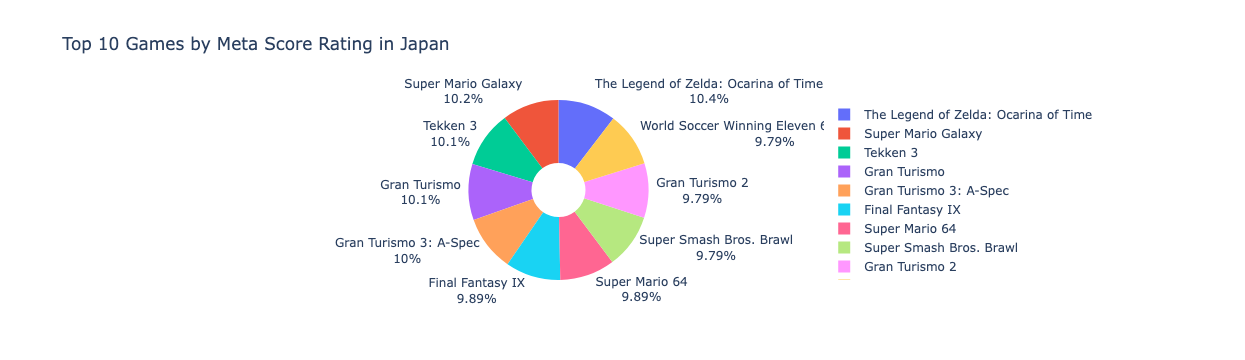 Top 10 Games by Meta Score Rating in Japan
Super Mario Galaxy
10.2%
The Legend of Zelda: Ocarina of Time
10.4%
Tekken 3
10.1%
World Soccer Winning Eleven
9.79%
Gran Turismo
10.1%
Gran Turismo 2
9.79%
Gran Turismo 3: A-Spec
10%
Super Smash Bros. Brawl
9.79%
Final Fantasy IX
9.89%
Super Mario 64
9.89%
The Legend of Zelda: Ocarina of Time
Super Mario Galaxy
Tekken 3
Gran Turismo
Gran Turismo 3: A-Spec
Final Fantasy IX
Super Mario 64
Super Smash Bros. Brawl
Gran Turismo 2